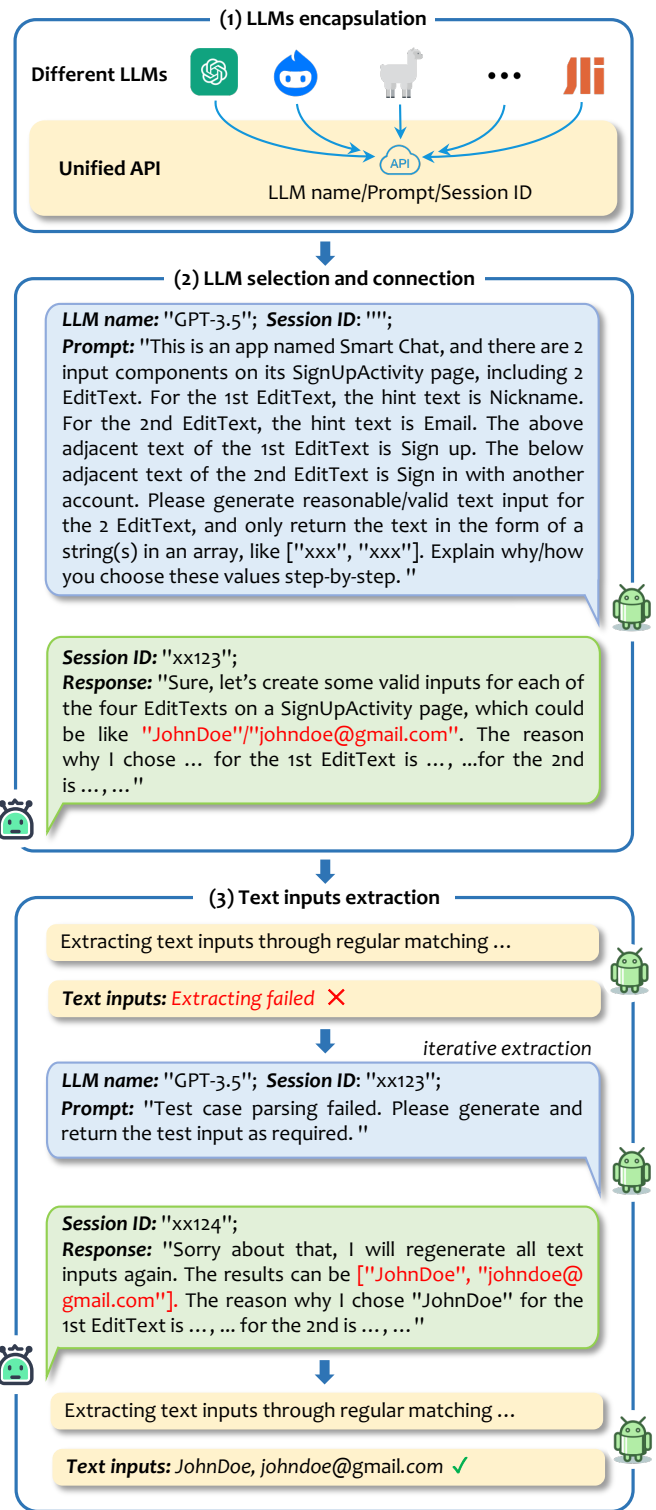 (1) LLMs encapsulation
Different LLMs
Unified API
API
LLM name/Prompt/Session ID
(2) LLM selection and connection
LLM name: "GPT-3.5"; Session ID: "";
Prompt: "This is an app named Smart Chat, and there are 2
input components on its SignUpActivity page, including 2
EditText. For the 1st EditText, the hint text is Nickname.
For the 2nd EditText, the hint text is Email. The above
adjacent text of the 1st EditText is Sign up. The below
adjacent text of the 2nd EditText is Sign in with another
account. Please generate reasonable/valid text input for
the 2 EditText, and only return the text in the form of a
string(s) in an array, like ["xxx", "xxx"]. Explain why/how
you choose these values step-by-step. "
Session ID: "xx123";
Response: "Sure, let's create some valid inputs for each of
the four EditTexts on a SignUpActivity page, which could
be like "JohnDoe"/"johndoe@gmail.com". The reason
why I chose ... for the 1st EditText is ..., ...for the 2nd
is ..., ... "
(3) Text inputs extraction
Extracting text inputs through regular matching ...
Text inputs: Extracting failed ✕
iterative extraction
LLM name: "GPT-3.5"; Session ID: "xx123";
Prompt: "Test case parsing failed. Please generate and
return the test input as required. "
Session ID: "xx124";
Response: "Sorry about that, I will regenerate all text
inputs again. The results can be ["JohnDoe", "johndoe@
gmail.com"]. The reason why I chose "JohnDoe" for the
1st EditText is ..., ... for the 2nd is ..., ... "
Extracting text inputs through regular matching ...
Text inputs: JohnDoe, johndoe@gmail.com ✓